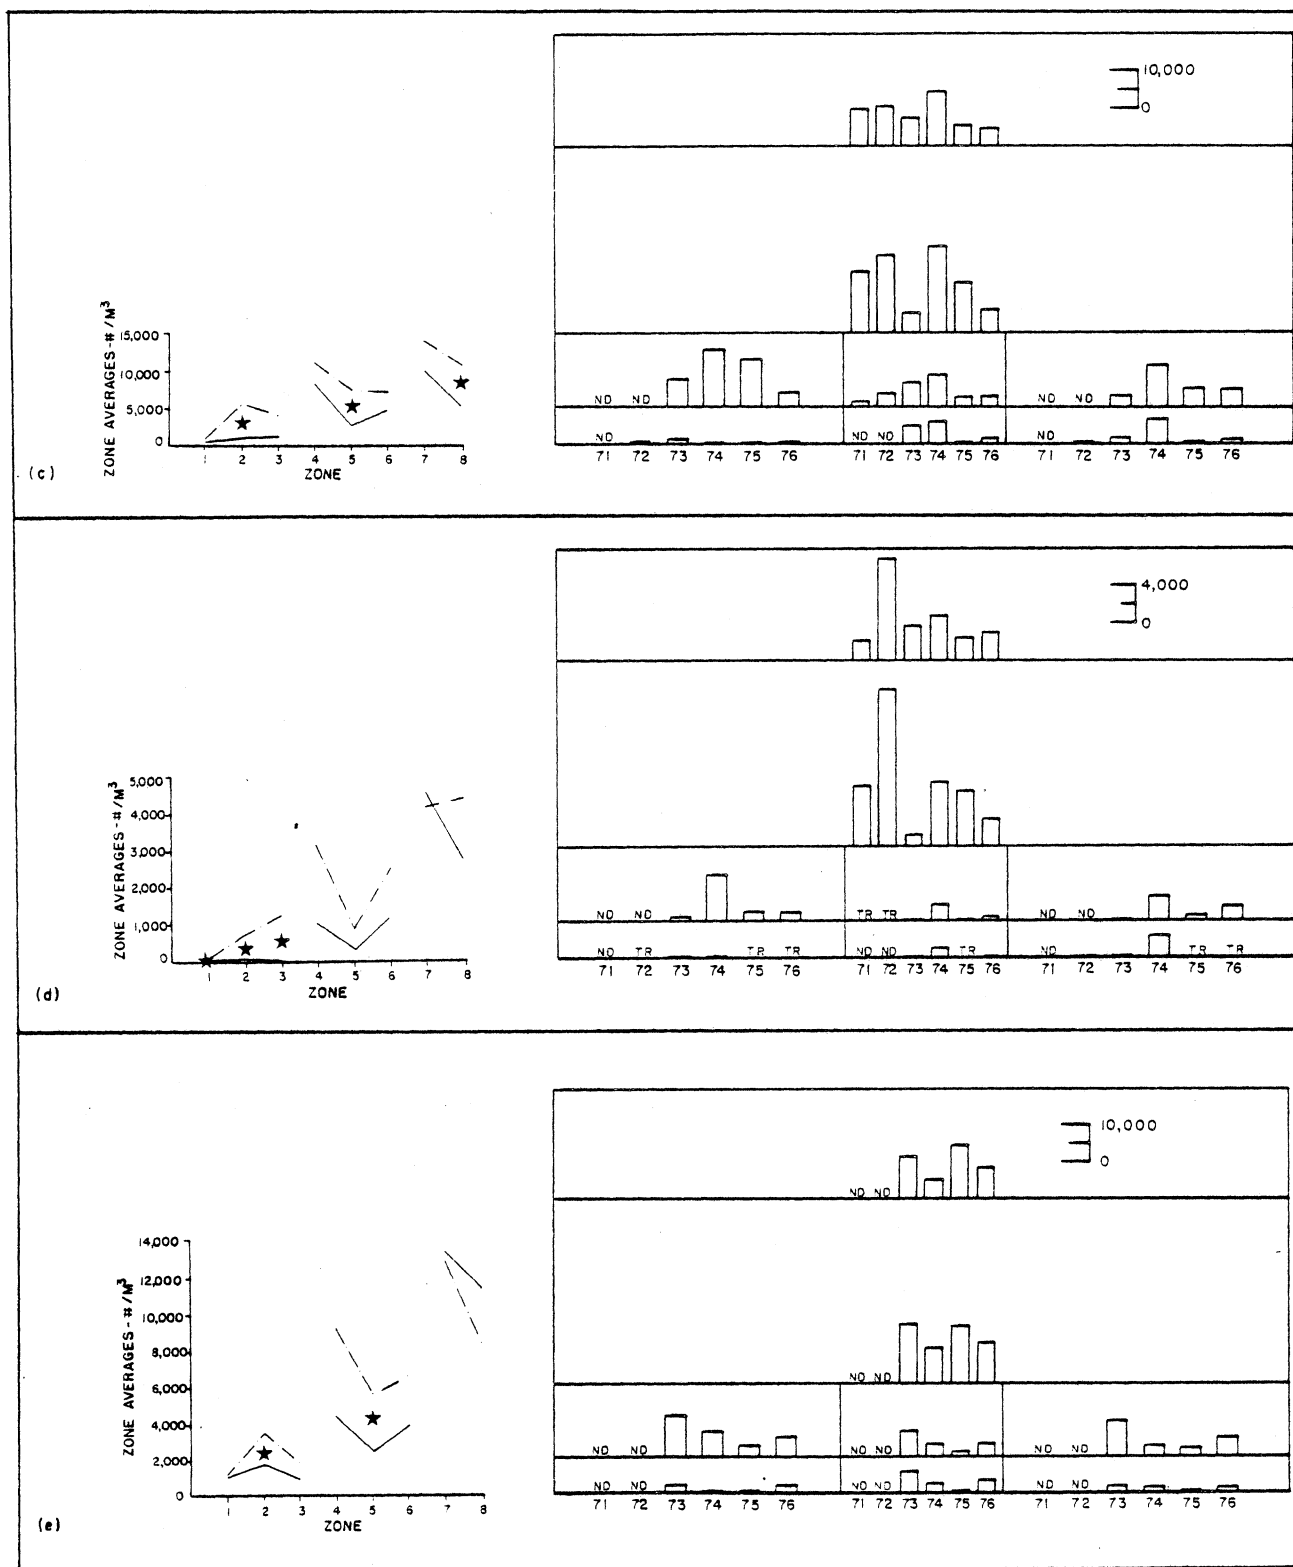 10,000
0
ZONE AVERAGES-#/M³
15,000
10,000
5,000
0
1 2 3 4 5 6 7 8
ZONE
(c)
ND ND ND ND
ND ND ND ND
71 72 73 74 75 76 71 72 73 74 75 76 71 72 73 74 75 76
4,000
0
ZONE AVERAGES-#/M³
5,000
4,000
3,000
2,000
1,000
0
1 2 3 4 5 6 7 8
ZONE
(d)
ND ND TR TR ND ND
ND TR TR TR ND ND TR ND TR TR
71 72 73 74 75 76 71 72 73 74 75 76 71 72 73 74 75 76
10,000
0
ND ND
ZONE AVERAGES-#/M³
14,000
12,000
10,000
8,000
6,000
4,000
2,000
0
1 2 3 4 5 6 7 8
ZONE
(e)
ND ND
ND ND ND ND ND ND
ND ND ND ND ND ND
71 72 73 74 75 76 71 72 73 74 75 76 71 72 73 74 75 76